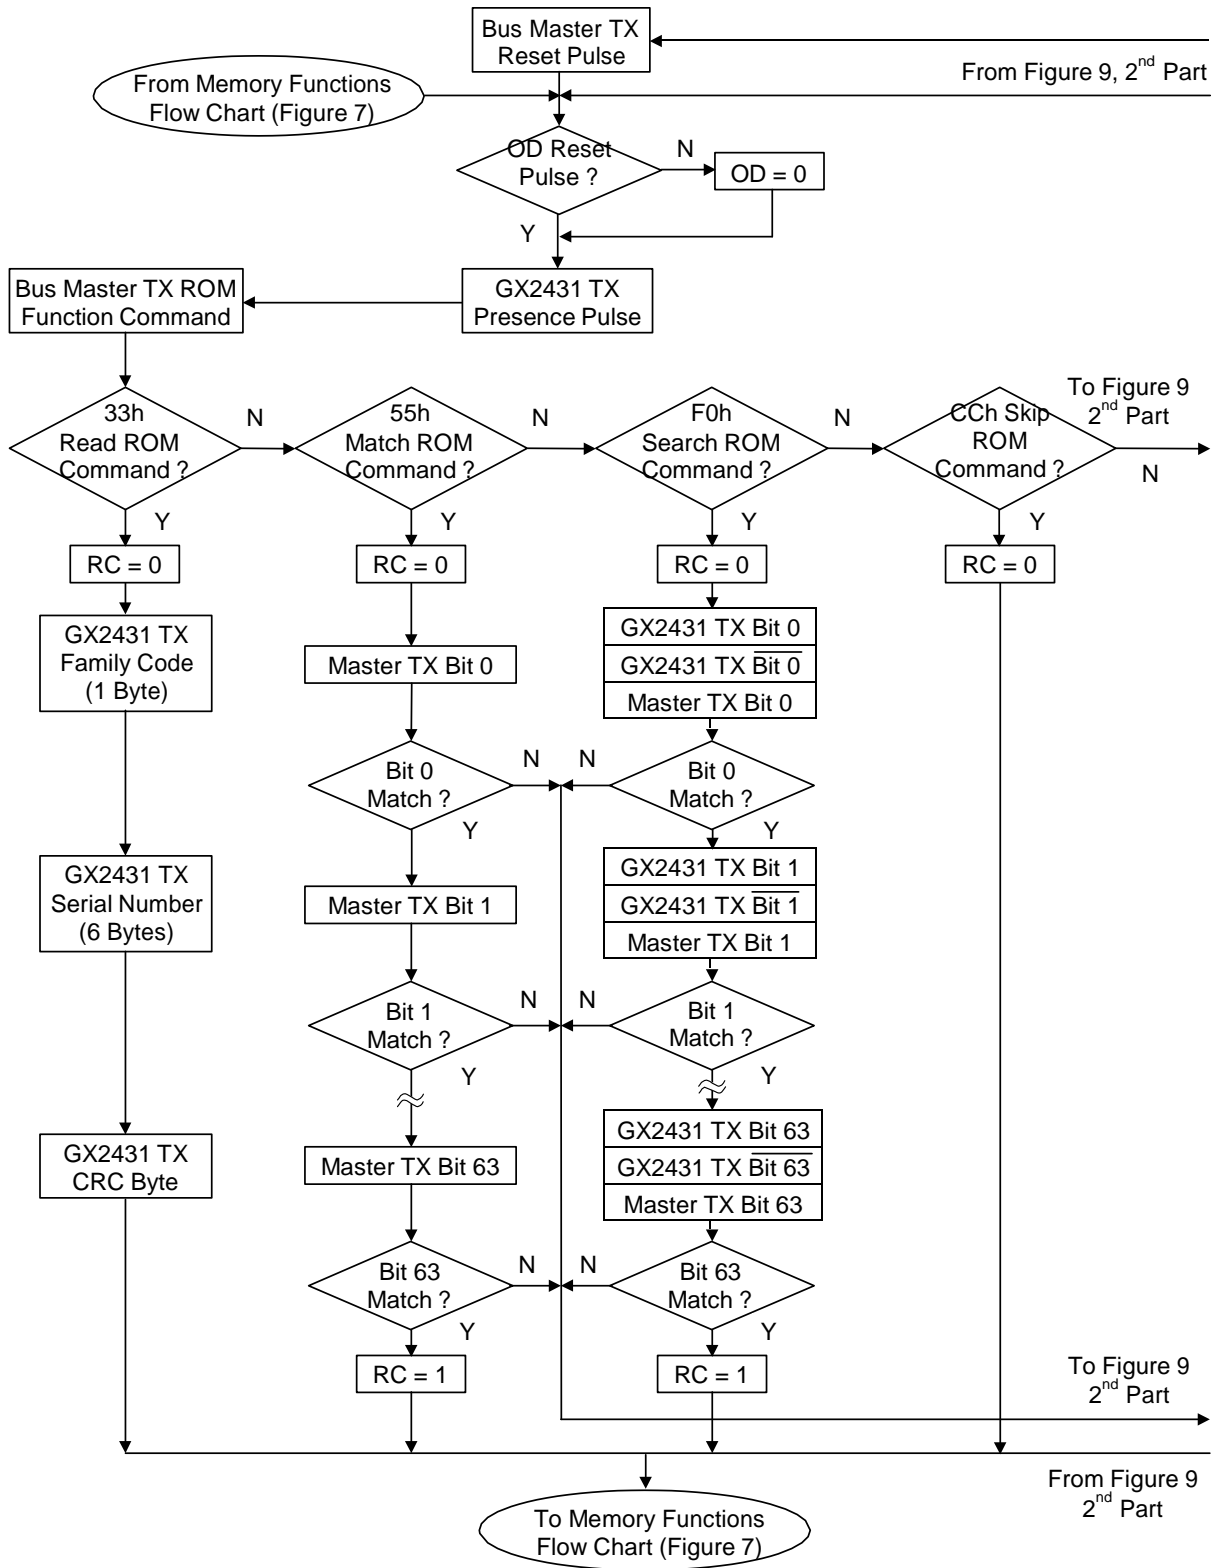 Bus Master TX
Reset Pulse
From Memory Functions
Flow Chart (Figure 7)
From Figure 9, 2nd Part
OD Reset
Pulse ?
N
OD = 0
Y
Bus Master TX ROM
Function Command
GX2431 TX
Presence Pulse
33h
Read ROM
Command ?
N
55h
Match ROM
Command ?
N
F0h
Search ROM
Command ?
N
CCh Skip
ROM
Command ?
To Figure 9
2nd Part
N
Y
Y
Y
Y
RC = 0
RC = 0
RC = 0
RC = 0
GX2431 TX
Family Code
(1 Byte)
Master TX Bit 0
GX2431 TX Bit 0
GX2431 TX B̅i̅t̅ ̅0̅
Master TX Bit 0
Bit 0
Match ?
N
N
Bit 0
Match ?
Y
Y
GX2431 TX
Serial Number
(6 Bytes)
Master TX Bit 1
GX2431 TX Bit 1
GX2431 TX B̅i̅t̅ ̅1̅
Master TX Bit 1
Bit 1
Match ?
N
N
Bit 1
Match ?
Y
Y
GX2431 TX
CRC Byte
Master TX Bit 63
GX2431 TX Bit 63
GX2431 TX B̅i̅t̅ ̅6̅3̅
Master TX Bit 63
Bit 63
Match ?
N
N
Bit 63
Match ?
Y
Y
RC = 1
RC = 1
To Figure 9
2nd Part
From Figure 9
2nd Part
To Memory Functions
Flow Chart (Figure 7)